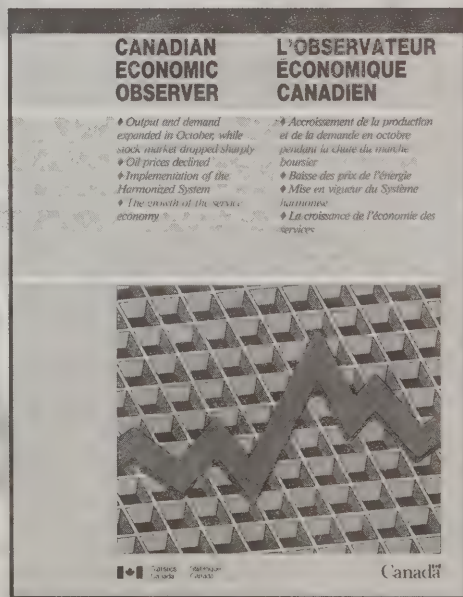 CANADIAN
ECONOMIC
OBSERVER
♦ Output and demand
expanded in October, while
stock market dropped sharply
♦ Oil prices declined
♦ Implementation of the
Harmonized System
♦ The growth of the service
economy
L'OBSERVATEUR
ÉCONOMIQUE
CANADIEN
♦ Accroissement de la production
et de la demande en octobre
pendant la chute du marché
boursier
♦ Baisse des prix de l'énergie
♦ Mise en vigueur du Système
harmonisé
♦ La croissance de l'économie des
services
Statistics Statistique
Canada Canada
Canada